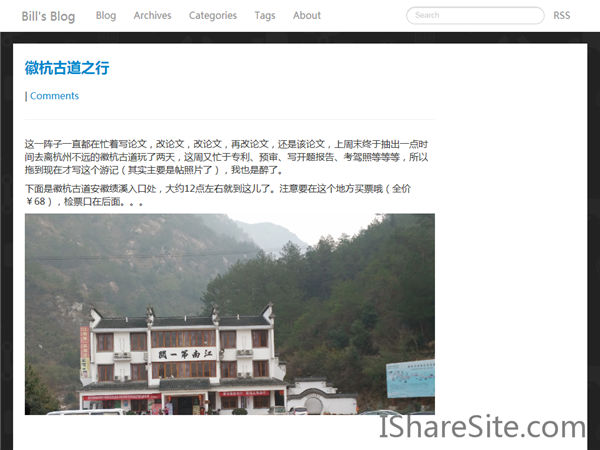 Bill's Blog
Blog
Archives
Categories
Tags
About
Search
RSS
徽杭古道之行
| Comments
这一阵子一直都在忙着写论文，改论文，改论文，再改论文，还是该论文，上周末终于抽出一点时
间去离杭州不远的徽杭古道玩了两天，这周又忙于专利、预审、写开题报告、考驾照等等等，所以
拖到现在才写这个游记（其实主要是帖照片了），我也是醉了。
下面是徽杭古道安徽绩溪入口处，大约12点左右就到这儿了。注意要在这个地方买票哦（全价
￥68），检票口在后面。。。
關一第南江
IShareSite.com